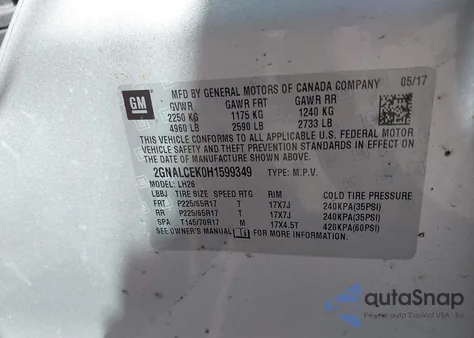 MFD BY GENERAL MOTORS OF CANADA COMPANY 05/17
GM
GVWR GAWR FRT GAWR RR
2250 KG 1175 KG 1240 KG
4960 LB 2590 LB 2733 LB
THIS VEHICLE CONFORMS TO ALL APPLICABLE U.S. FEDERAL MOTOR
VEHICLE SAFETY AND THEFT PREVENTION STANDARDS IN EFFECT
ON THE DATE OF MANUFACTURE SHOWN ABOVE.
2GNALCEK0H1599349 TYPE: M.P.V.
MODEL: LH26
LBBJ TIRE SIZE SPEED RTG RIM COLD TIRE PRESSURE
FRT P225/65R17 T 17X7J 240KPA(35PSI)
RR P225/65R17 T 17X7J 240KPA(35PSI)
SPA T145/70R17 M 17X4.5T 420KPA(60PSI)
SEE OWNER'S MANUAL FOR MORE INFORMATION.
autaSnap